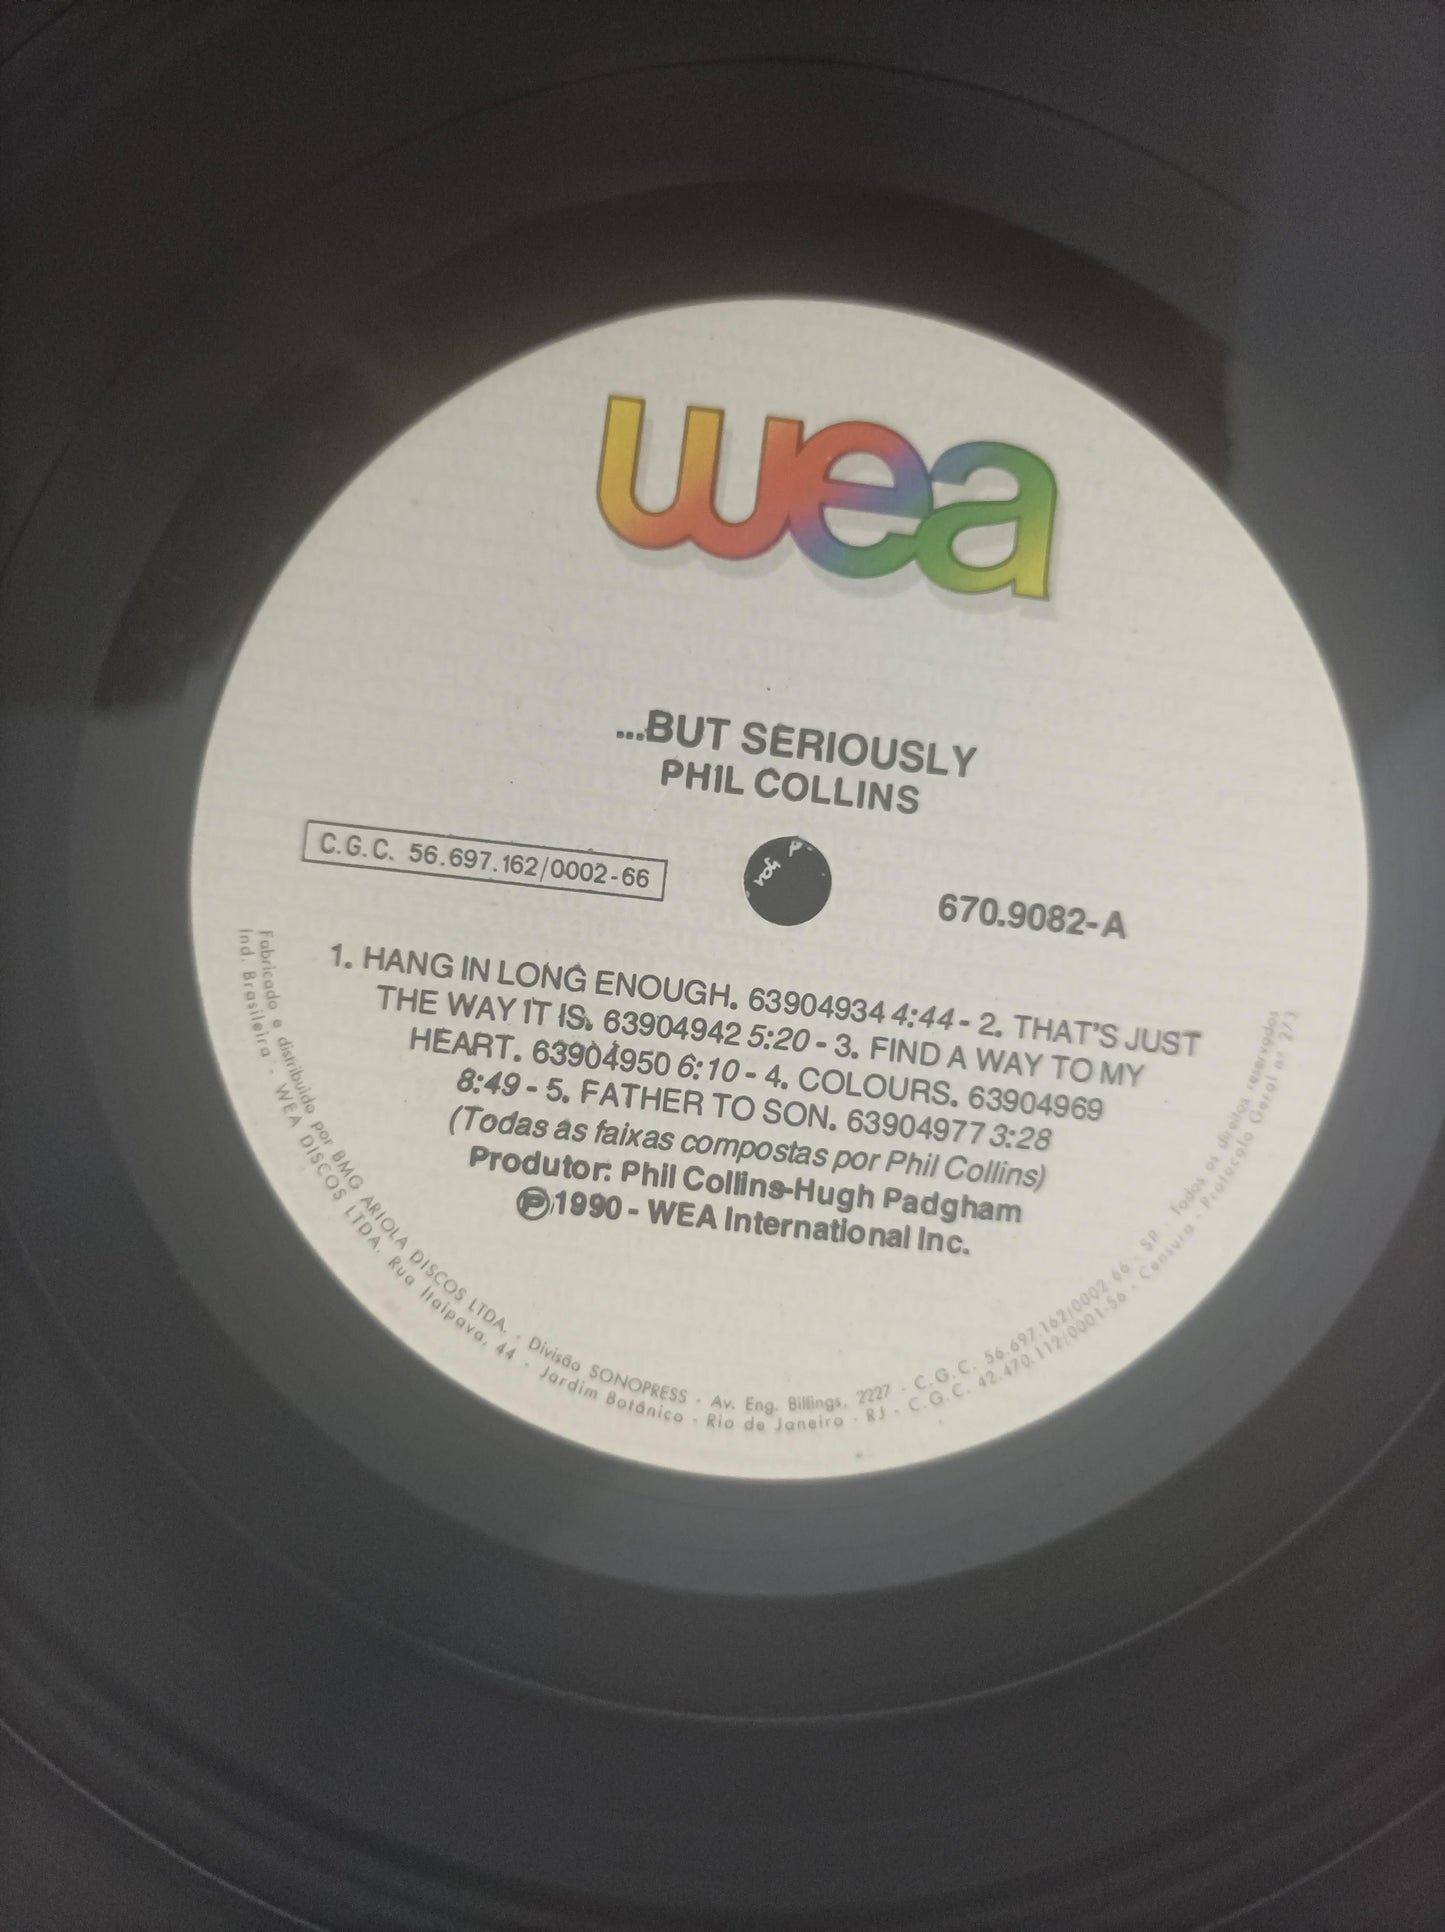 wea
...BUT SERIOUSLY
PHIL COLLINS
C.G.C. 56.697.162/0002-66
670.9082-A
1. HANG IN LONG ENOUGH. 63904934 4:44 - 2. THAT'S JUST
THE WAY IT IS. 63904942 5:20 - 3. FIND A WAY TO MY
HEART. 63904950 6:10 - 4. COLOURS. 63904969
8:49 - 5. FATHER TO SON. 63904977 3:28
(Todas as faixas compostas por Phil Collins)
Produtor: Phil Collins-Hugh Padgham
Ⓟ1990 - WEA International Inc.
Fabricado e distribuído por BMG ARIOLA DISCOS LTDA. - Divisão SONOPRESS - Av. Eng. Billings, 2227 - C.G.C. 56.697.162/0002 66 - SP. Todos os direitos reservados
Ind. Brasileira - WEA DISCOS LTDA. Rua Itaipava, 44 - Jardim Botânico - Rio de Janeiro - RJ - C.G.C. 42.470.112/0001-56 - Censura - Protocolo Geral nº 273